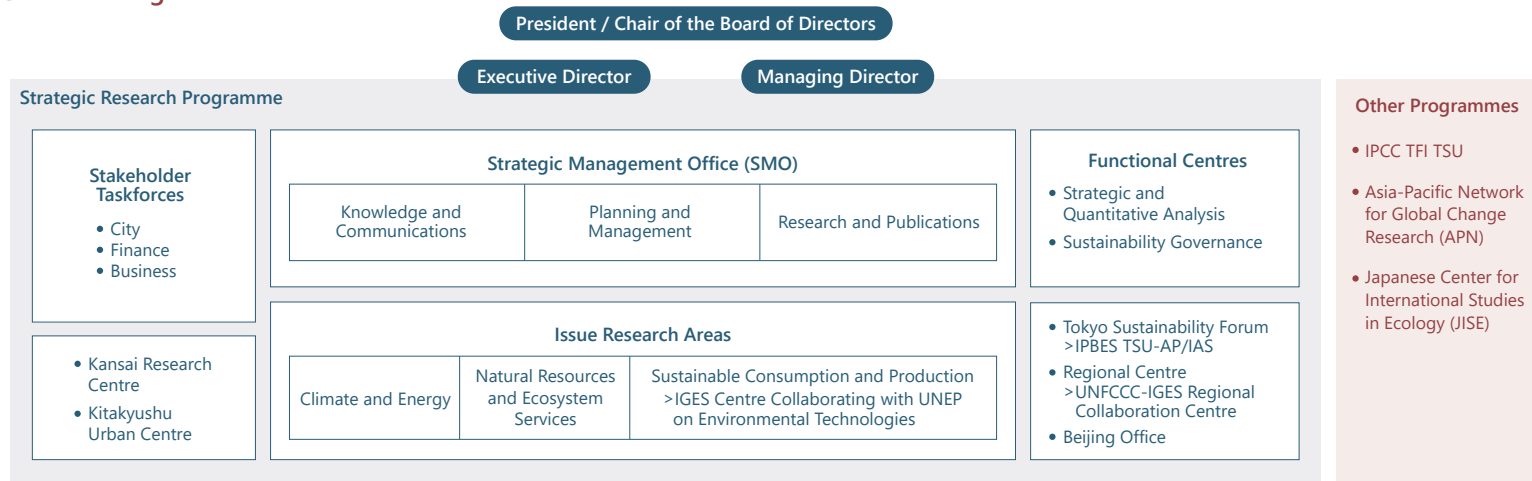 President / Chair of the Board of Directors
Executive Director
Managing Director
Strategic Research Programme
Stakeholder
Taskforces
• City
• Finance
• Business
• Kansai Research
Centre
• Kitakyushu
Urban Centre
Strategic Management Office (SMO)
Knowledge and
Communications
Planning and
Management
Research and Publications
Issue Research Areas
Climate and Energy
Natural Resources
and Ecosystem
Services
Sustainable Consumption and Production
>IGES Centre Collaborating with UNEP
on Environmental Technologies
Functional Centres
• Strategic and
Quantitative Analysis
• Sustainability Governance
• Tokyo Sustainability Forum
>IPBES TSU-AP/IAS
• Regional Centre
>UNFCCC-IGES Regional
Collaboration Centre
• Beijing Office
Other Programmes
• IPCC TFI TSU
• Asia-Pacific Network
for Global Change
Research (APN)
• Japanese Center for
International Studies
in Ecology (JISE)